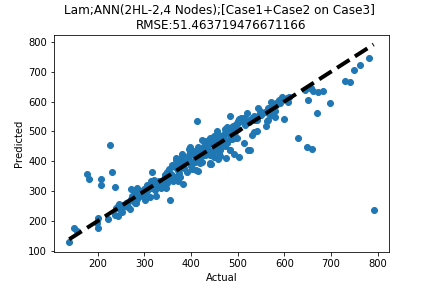 Lam;ANN(2HL-2,4 Nodes);[Case1+Case2 on Case3]
RMSE:51.463719476671166
800
700
600
500
400
300
200
100
Predicted
200 300 400 500 600 700 800
Actual